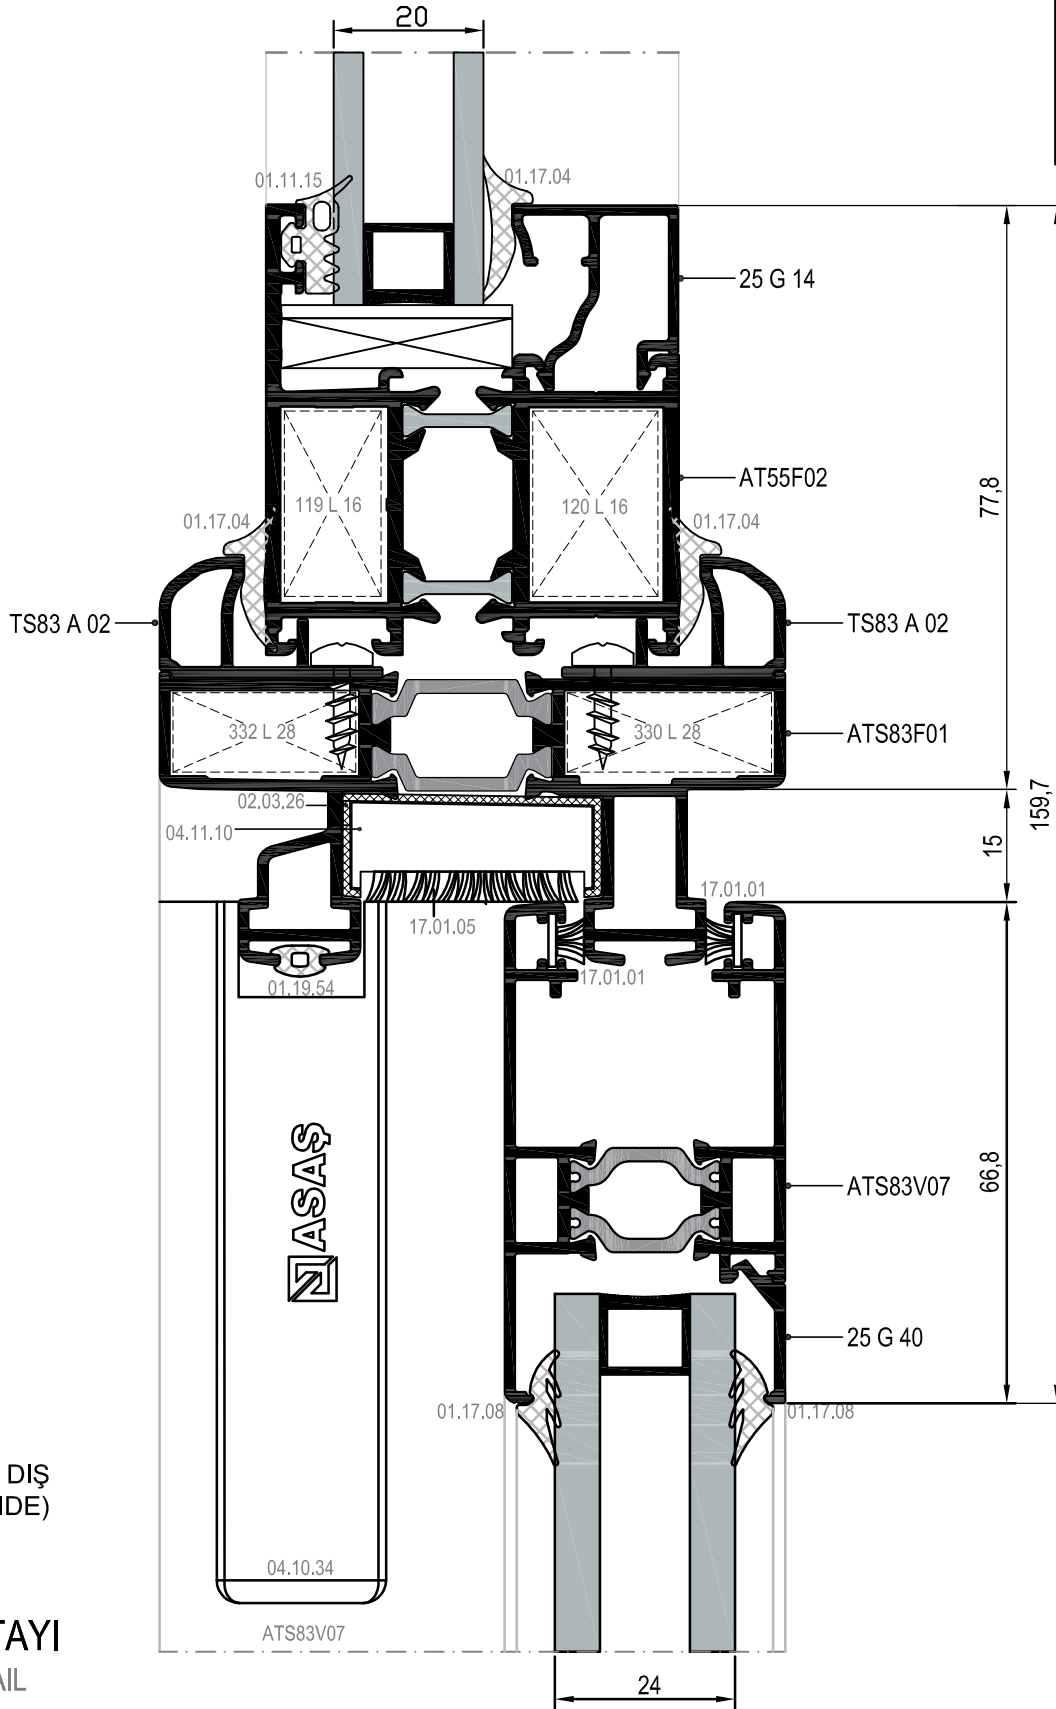 20
01.11.15
01.17.04
25 G 14
AT55F02
77,8
119 L 16
120 L 16
01.17.04
01.17.04
TS83 A 02
TS83 A 02
332 L 28
330 L 28
ATS83F01
02.03.26
04.11.10
159,7
15
17.01.05
17.01.01
17.01.01
01.19.54
ASAŞ
66,8
ATS83V07
25 G 40
01.17.08
01.17.08
DIŞ
IDE)
04.10.34
TAYI
ATS83V07
AIL
24